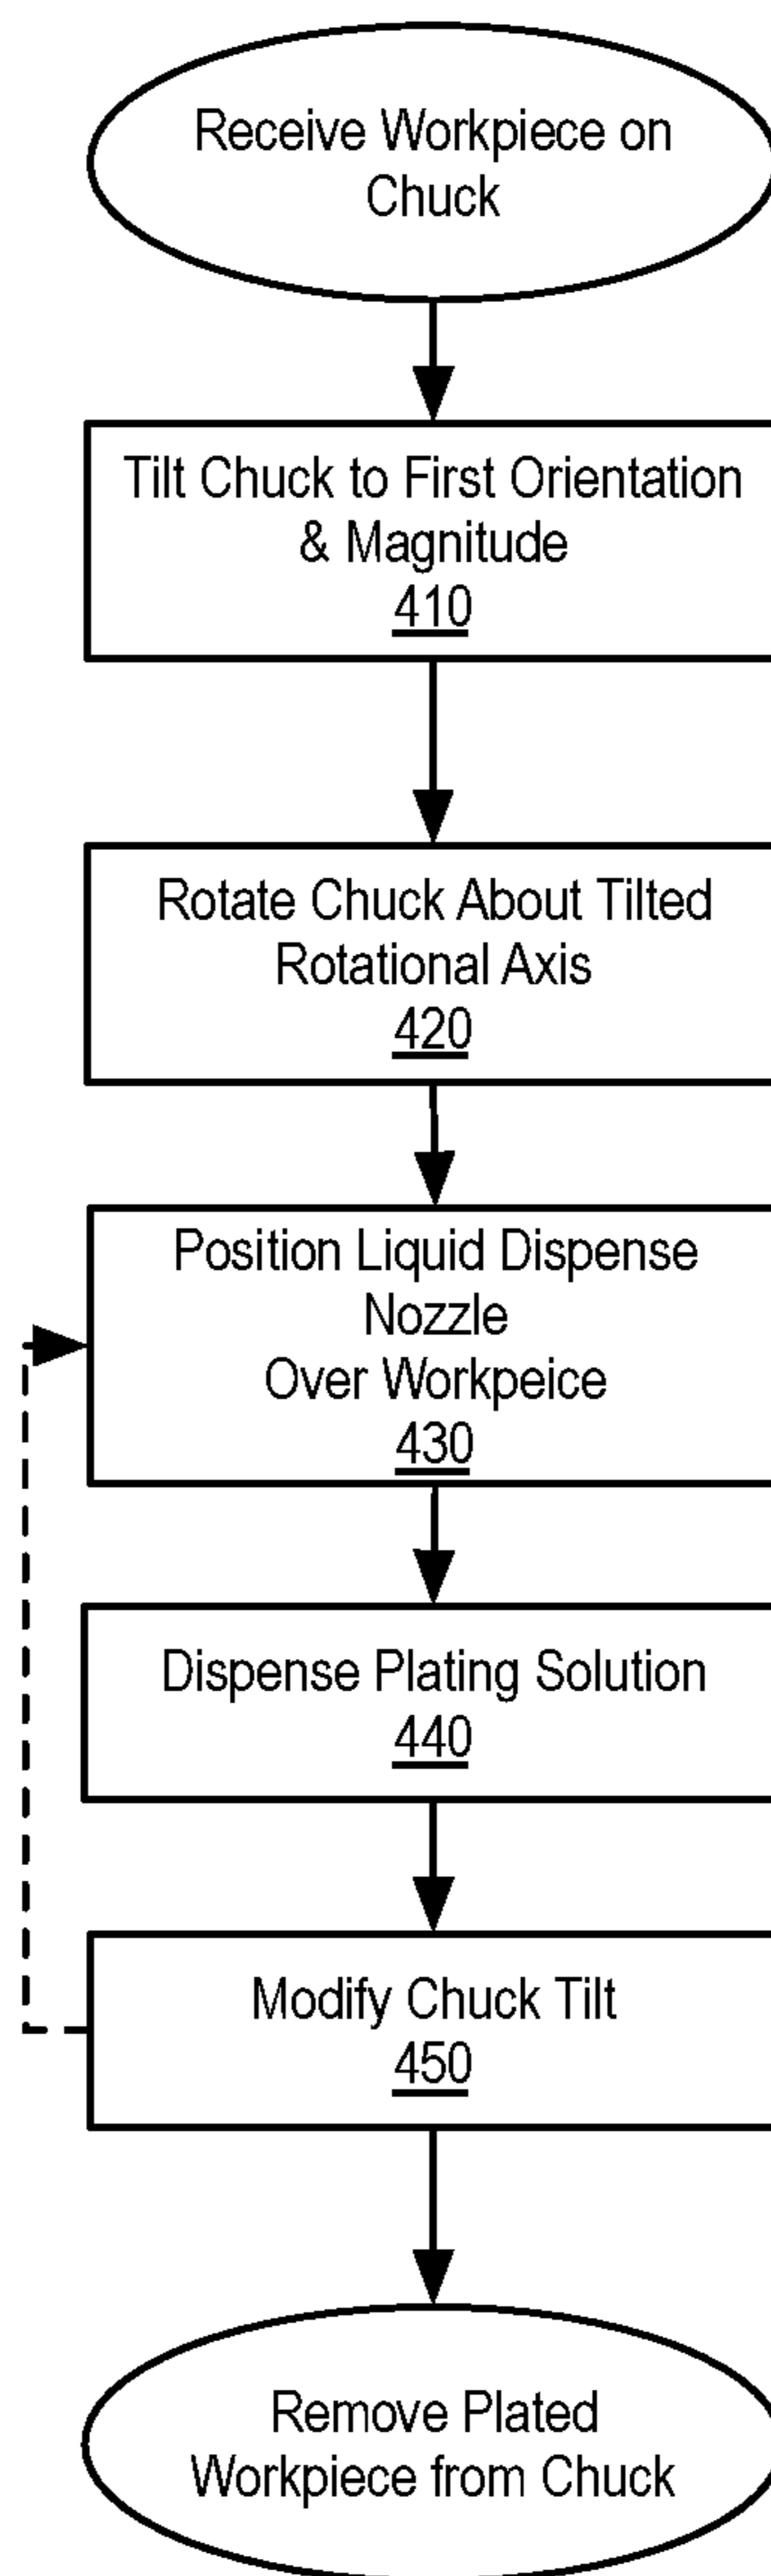 Receive Workpiece on
Chuck
Tilt Chuck to First Orientation
& Magnitude
410
Rotate Chuck About Tilted
Rotational Axis
420
Position Liquid Dispense
Nozzle
Over Workpeice
430
Dispense Plating Solution
440
Modify Chuck Tilt
450
Remove Plated
Workpiece from Chuck